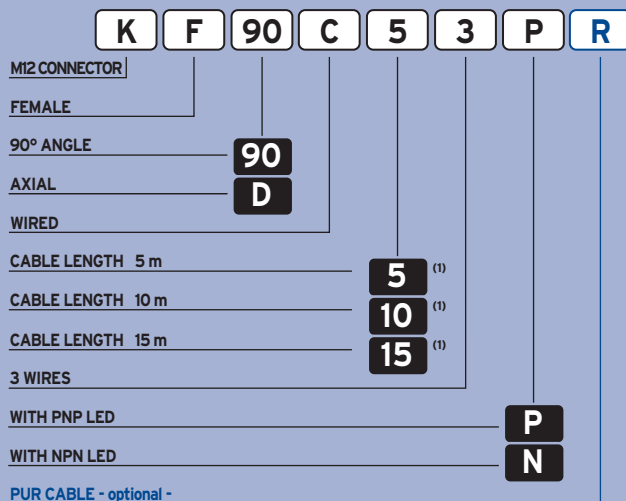 K F 90 C 5 3 P R
M12 CONNECTOR
FEMALE
90° ANGLE 90
AXIAL D
WIRED
CABLE LENGTH 5 m 5 (1)
CABLE LENGTH 10 m 10 (1)
CABLE LENGTH 15 m 15 (1)
3 WIRES
WITH PNP LED P
WITH NPN LED N
PUR CABLE - optional -